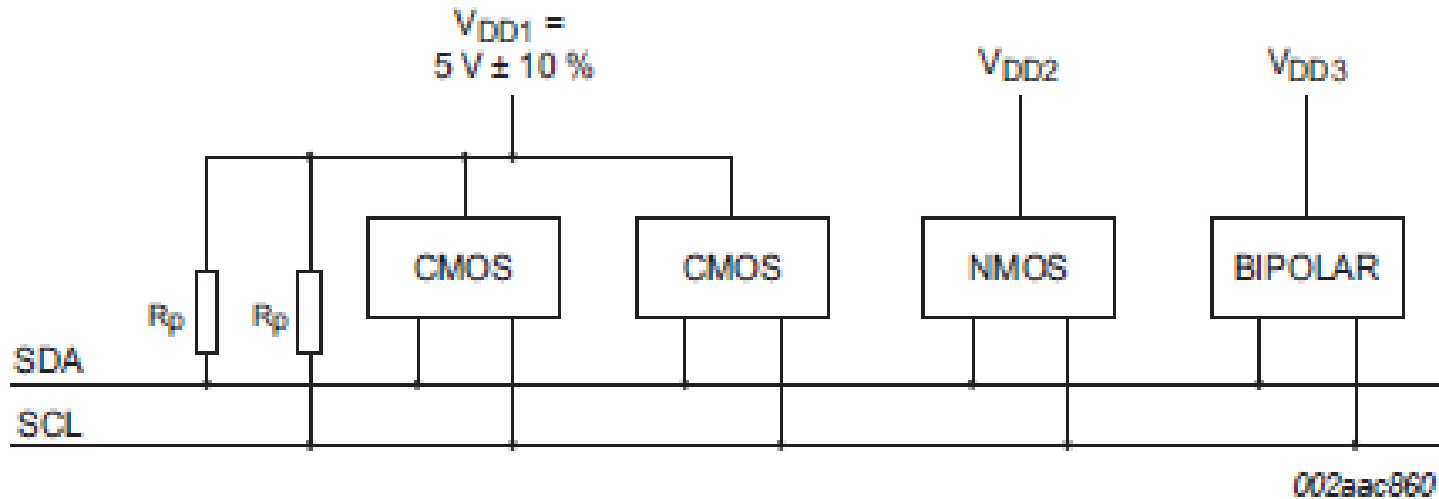 VDD1 =
5 V ± 10 %
VDD2
VDD3
CMOS
CMOS
NMOS
BIPOLAR
Rp
Rp
SDA
SCL
002aac860